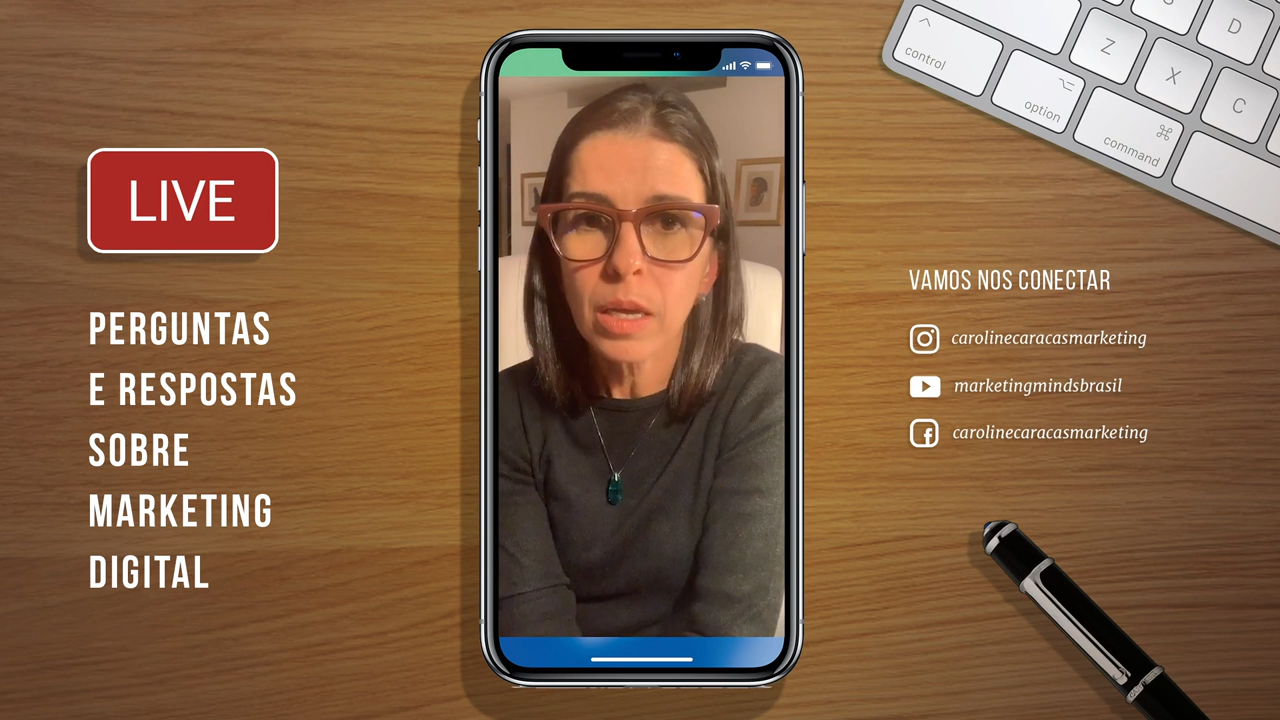 LIVE
PERGUNTAS
E RESPOSTAS
SOBRE
MARKETING
DIGITAL
VAMOS NOS CONECTAR
carolinecaracasmarketing
marketingmindsbrasil
carolinecaracasmarketing
control
option
command
S
D
Z
X
C